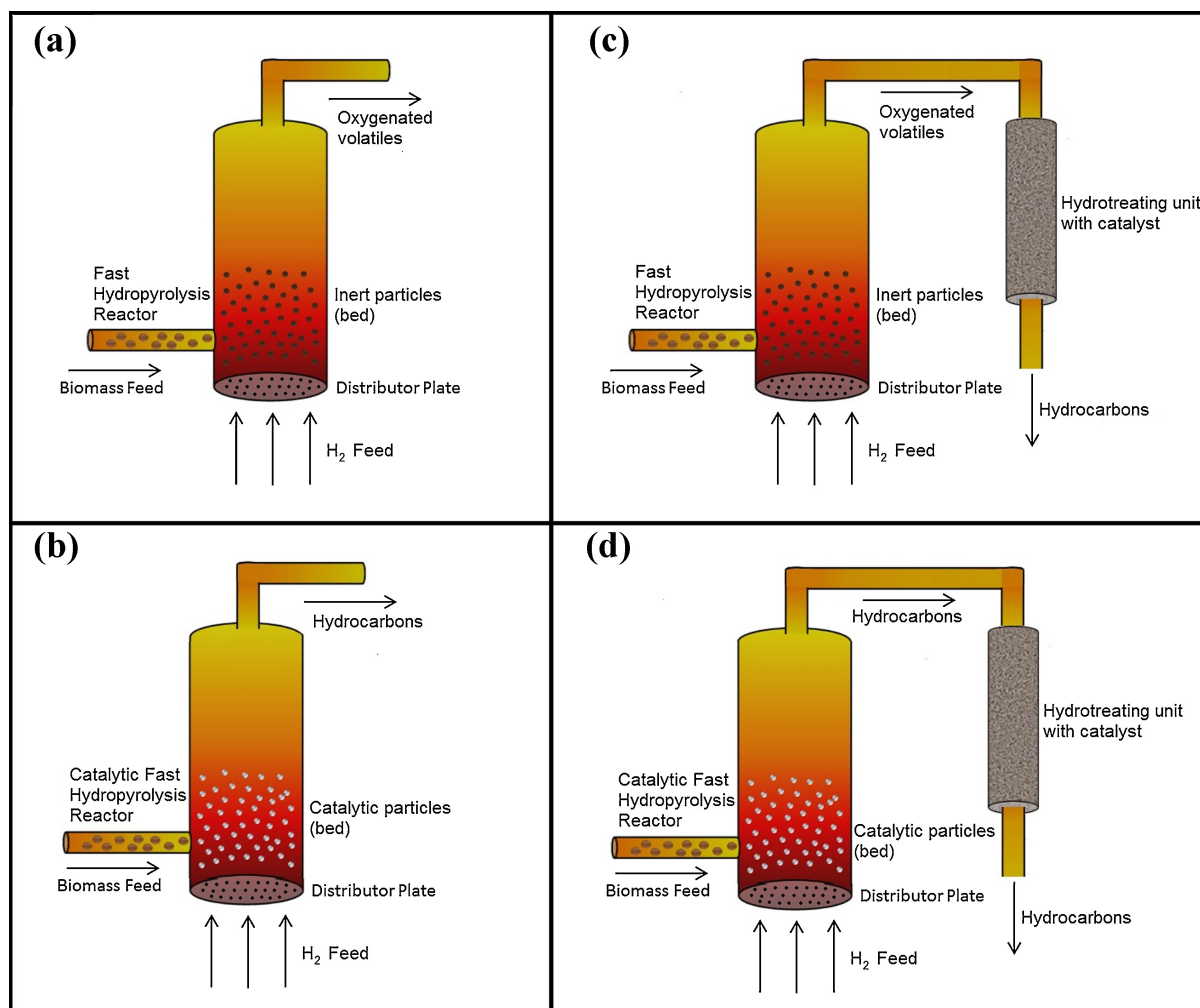 (a)
Oxygenated
volatiles
Fast
Hydropyrolysis
Reactor
Inert particles
(bed)
Biomass Feed
Distributor Plate
H2 Feed
(c)
Oxygenated
volatiles
Hydrotreating unit
with catalyst
Fast
Hydropyrolysis
Reactor
Inert particles
(bed)
Biomass Feed
Distributor Plate
Hydrocarbons
H2 Feed
(b)
Hydrocarbons
Catalytic Fast
Hydropyrolysis
Reactor
Catalytic particles
(bed)
Biomass Feed
Distributor Plate
H2 Feed
(d)
Hydrocarbons
Hydrotreating unit
with catalyst
Catalytic Fast
Hydropyrolysis
Reactor
Catalytic particles
(bed)
Biomass Feed
Distributor Plate
Hydrocarbons
H2 Feed